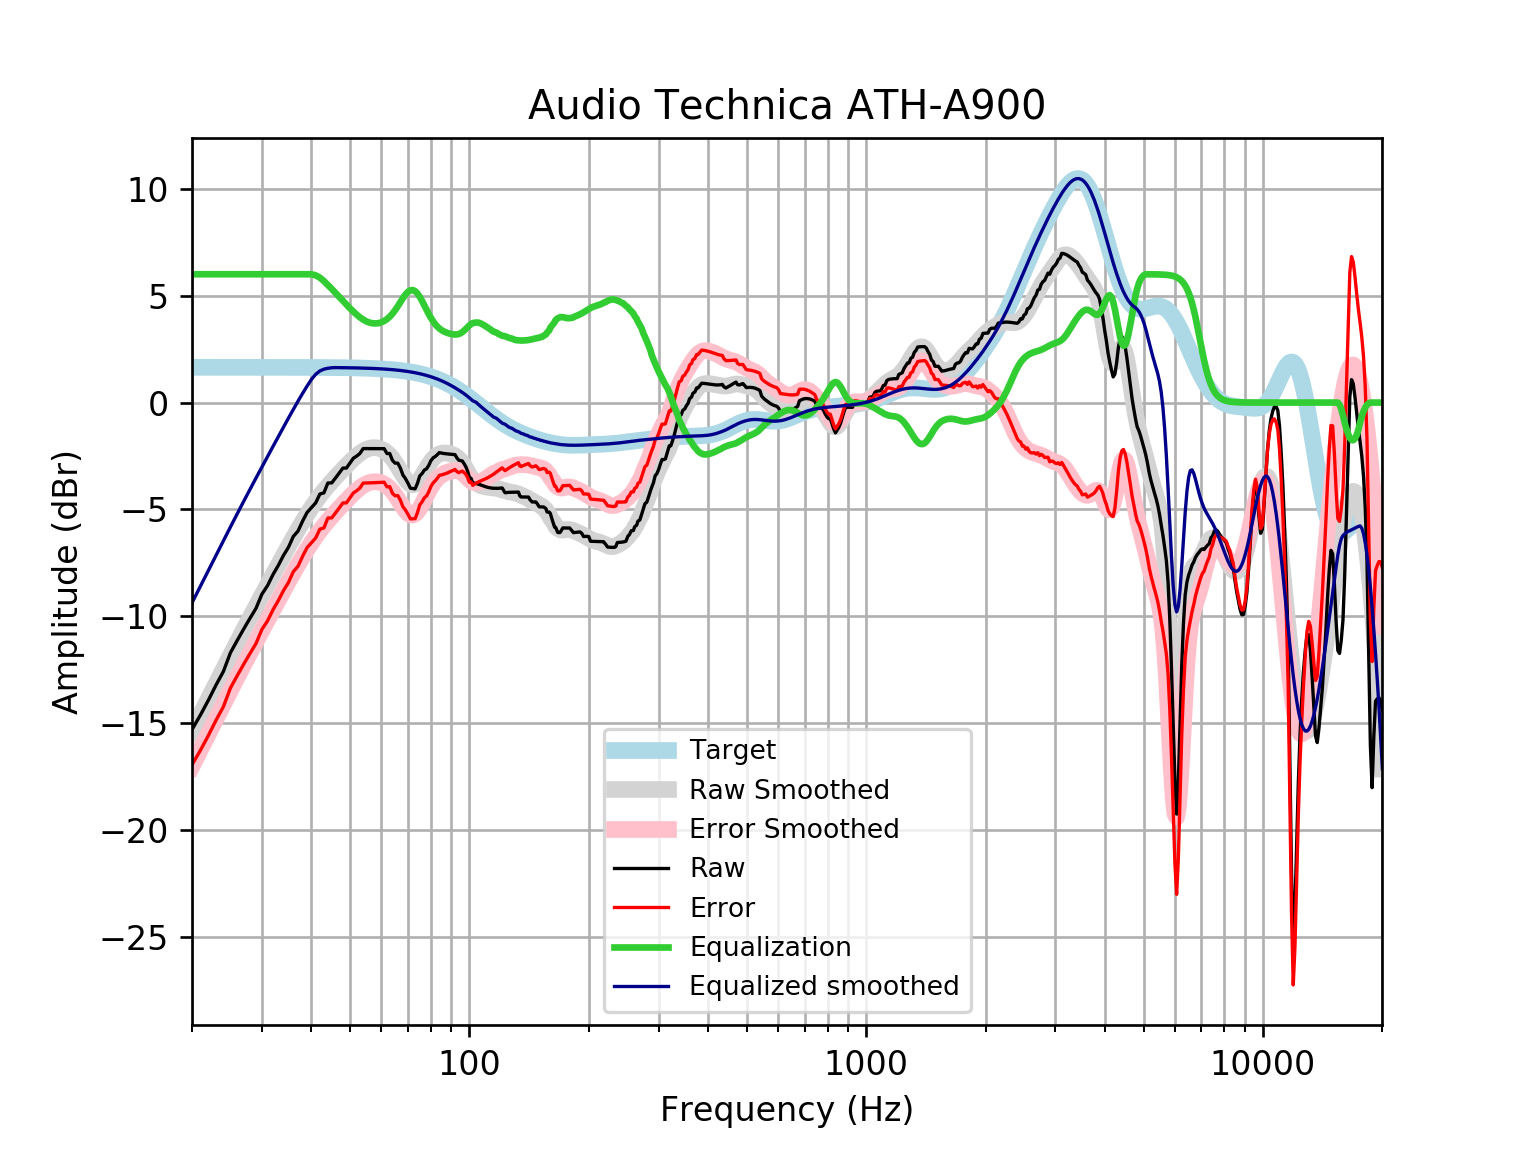 Audio Technica ATH-A900
10
5
0
−5
−10
−15
−20
−25
Amplitude (dBr)
Target
Raw Smoothed
Error Smoothed
Raw
Error
Equalization
Equalized smoothed
100
1000
10000
Frequency (Hz)